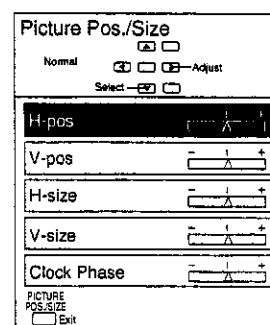 Picture Pos./Size
Normal
Adjust
Select
H-pos
- +
V-pos
- +
H-size
- +
V-size
- +
Clock Phase
- +
PICTURE
POS./SIZE
Exit